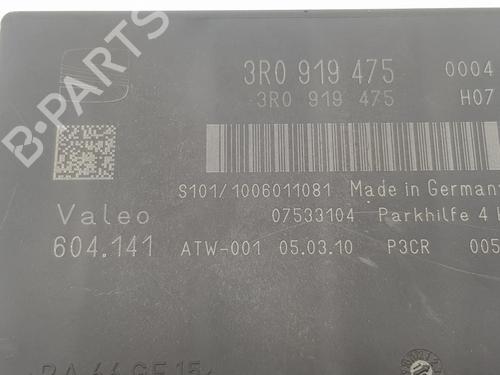 3R0 919 475 0004
3R0 919 475 H07
S101/1006011081 Made in German
Valeo 07533104 Parkhilfe 4
604.141 ATW-001 05.03.10 P3CR 005
B-PARTS